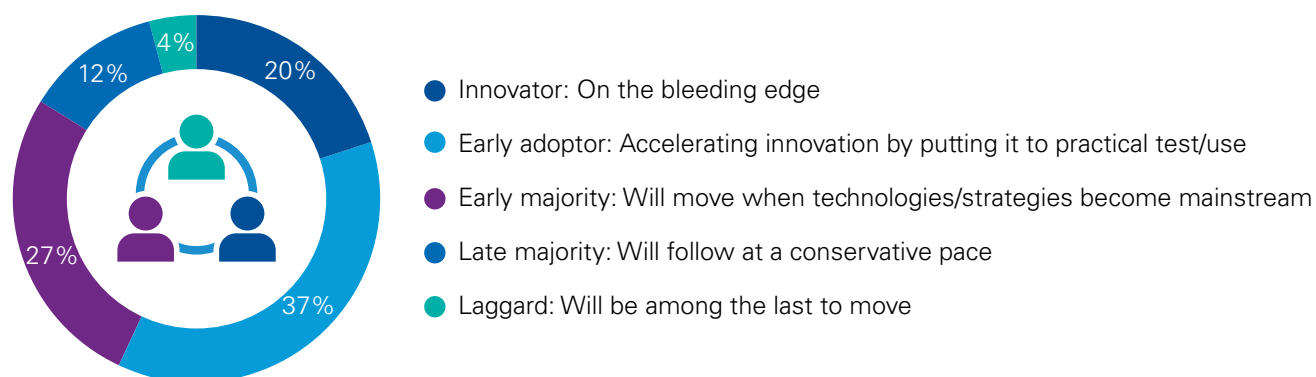 4%
20%
12%
Innovator: On the bleeding edge
Early adoptor: Accelerating innovation by putting it to practical test/use
Early majority: Will move when technologies/strategies become mainstream
27%
Late majority: Will follow at a conservative pace
37%
Laggard: Will be among the last to move